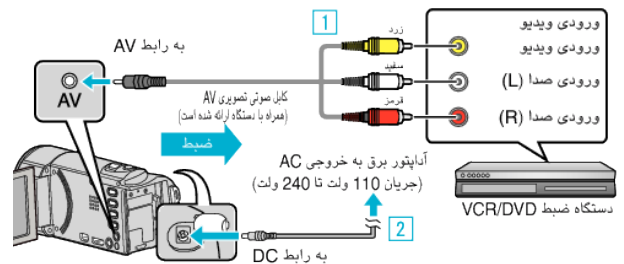 1
زرد
سفید
قرمز
ورودی ویدیو
ورودی ویدیو
ورودی صدا (L)
ورودی صدا (R)
به رابط AV
AV
کابل صوتی تصویری AV
(همراه با دستگاه ارائه شده است)
ضبط
آداپتور برق به خروجی AC
(جریان 110 ولت تا 240 ولت)
2
به رابط DC
دستگاه ضبط VCR/DVD